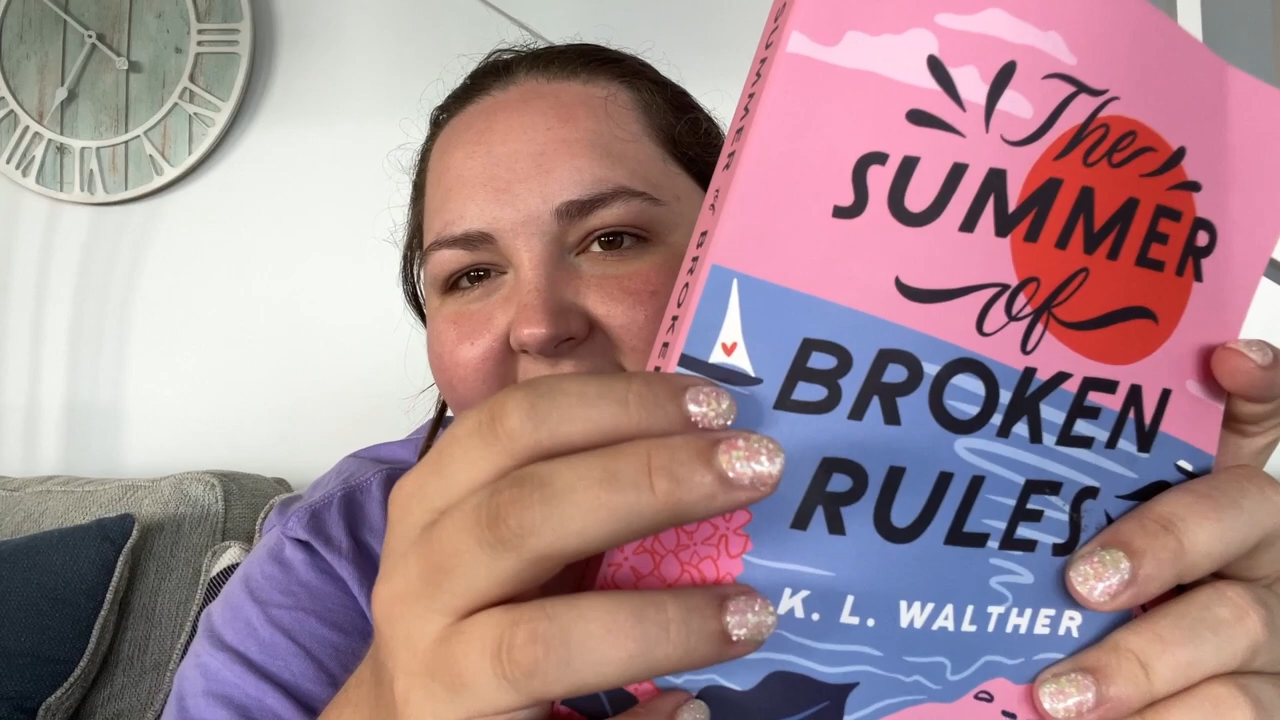 SUMMER of BROKE
The
SUMMER
of
BROKEN
RULES
K. L. WALTHER